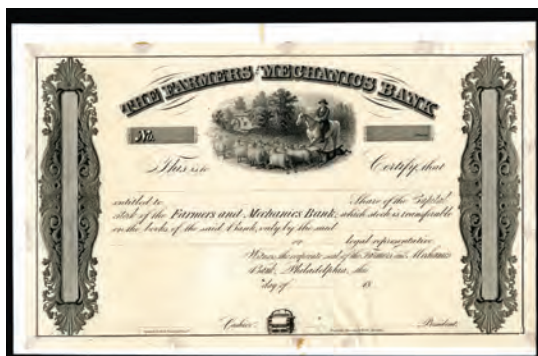 THE FARMERS & MECHANICS BANK
No.
This is to Certify, that
entitled to Share of the Capital
stock of the Farmers and Mechanics Bank, which stock is transferable
on the books of the said Bank, only by the said
or legal representative
Witness, the corporate seal of the Farmers and Mechanics
Bank, Philadelphia, the
day of 18
Cashier President